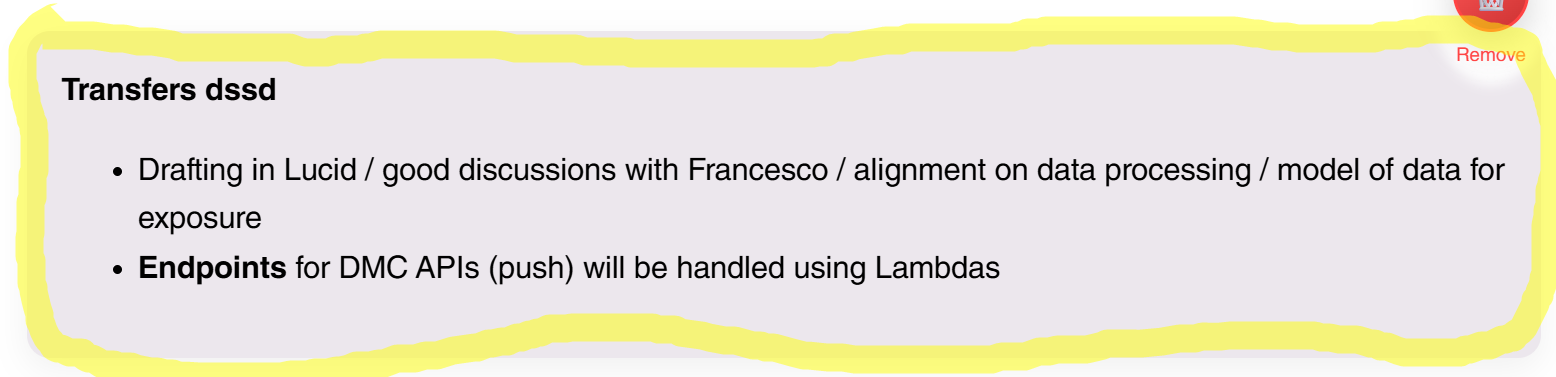 Remove
Transfers dssd
• Drafting in Lucid / good discussions with Francesco / alignment on data processing / model of data for
exposure
• Endpoints for DMC APIs (push) will be handled using Lambdas